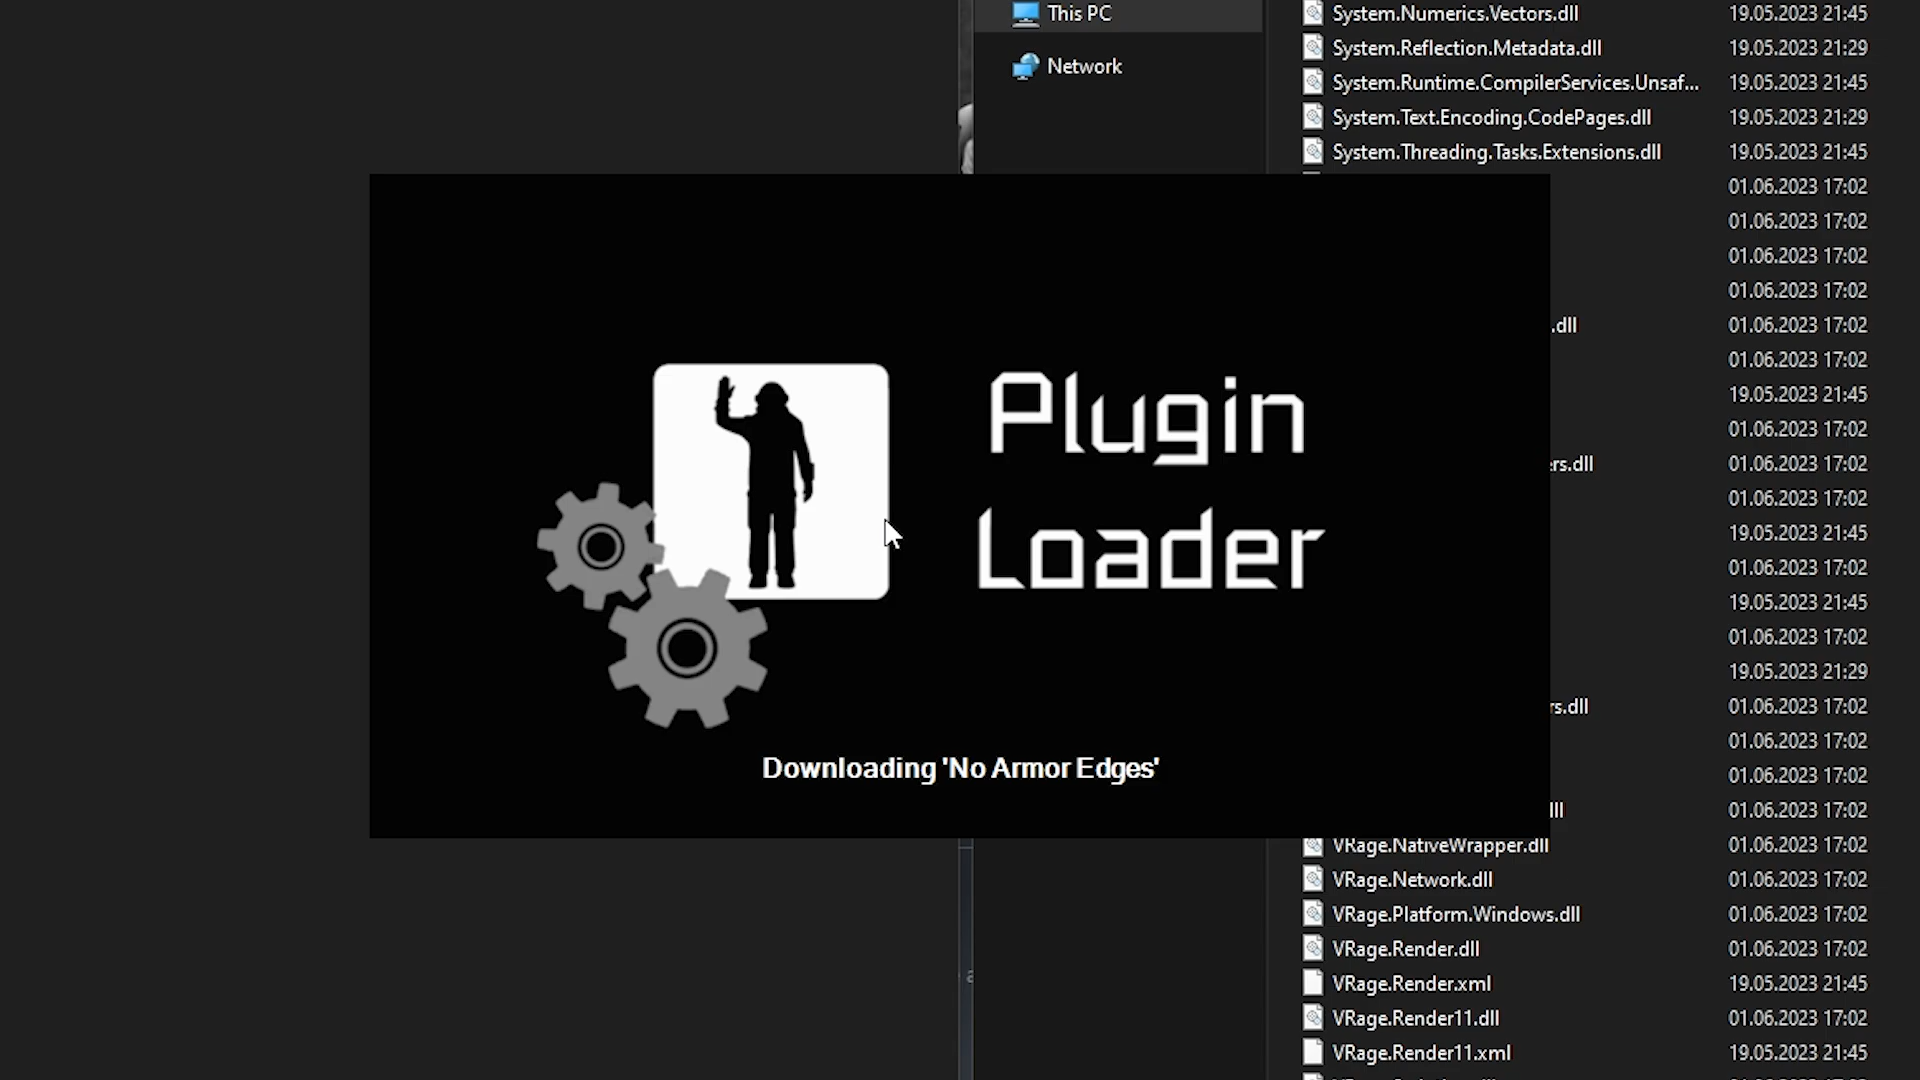 This PC
Network
System.Numerics.Vectors.dll 19.05.2023 21:45
System.Reflection.Metadata.dll 19.05.2023 21:29
System.Runtime.CompilerServices.Unsaf... 19.05.2023 21:45
System.Text.Encoding.CodePages.dll 19.05.2023 21:29
System.Threading.Tasks.Extensions.dll 19.05.2023 21:45
01.06.2023 17:02
01.06.2023 17:02
01.06.2023 17:02
01.06.2023 17:02
.dll 01.06.2023 17:02
01.06.2023 17:02
19.05.2023 21:45
01.06.2023 17:02
ers.dll 01.06.2023 17:02
01.06.2023 17:02
19.05.2023 21:45
01.06.2023 17:02
19.05.2023 21:45
01.06.2023 17:02
19.05.2023 21:29
rs.dll 01.06.2023 17:02
01.06.2023 17:02
01.06.2023 17:02
ll 01.06.2023 17:02
VRage.NativeWrapper.dll 01.06.2023 17:02
VRage.Network.dll 01.06.2023 17:02
VRage.Platform.Windows.dll 01.06.2023 17:02
VRage.Render.dll 01.06.2023 17:02
VRage.Render.xml 19.05.2023 21:45
VRage.Render11.dll 01.06.2023 17:02
VRage.Render11.xml 19.05.2023 21:45
Plugin
Loader
Downloading 'No Armor Edges'